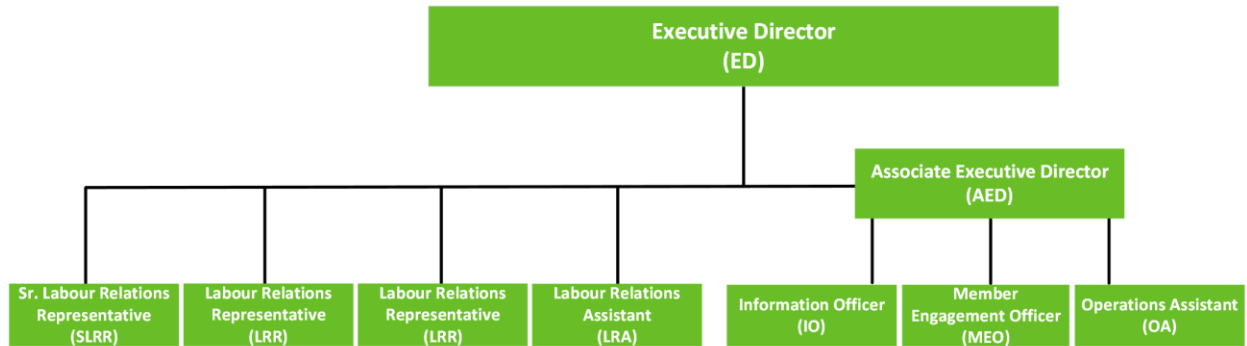 Executive Director
(ED)
Associate Executive Director
(AED)
Sr. Labour Relations
Representative
(SLRR)
Labour Relations
Representative
(LRR)
Labour Relations
Representative
(LRR)
Labour Relations
Assistant
(LRA)
Information Officer
(IO)
Member
Engagement Officer
(MEO)
Operations Assistant
(OA)